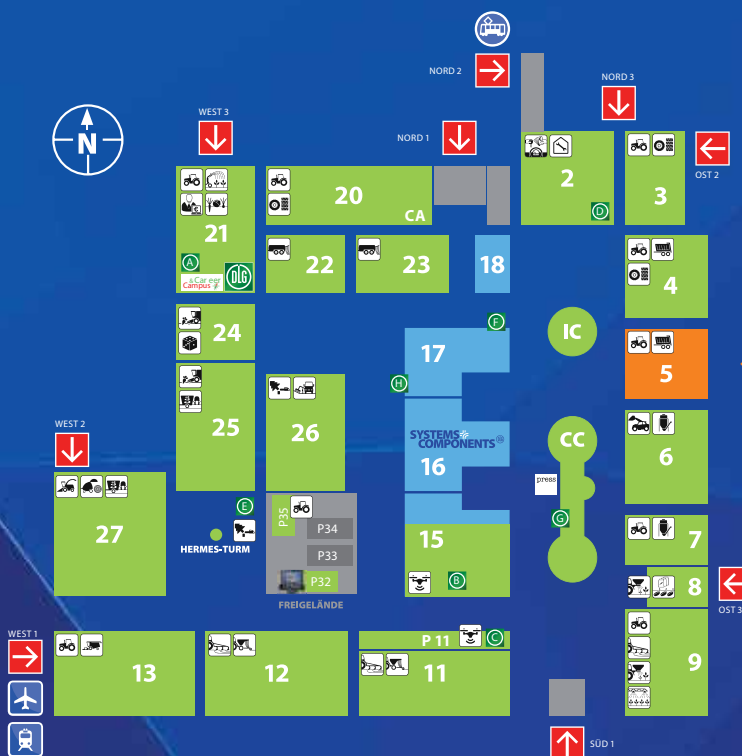 NORD 2
NORD 3
WEST 3
NORD 1
N
OST 2
2
3
D
20
CA
21
A
& Career
Campus
DLG
22
23
18
4
F
IC
17
5
24
H
25
26
SYSTEMS &
COMPONENTS
16
CC
6
WEST 2
press
E
G
27
HERMES-TURM
P35
P34
P33
P32
FREIGELÄNDE
15
B
7
8
OST 3
WEST 1
13
12
P 11
C
11
9
SÜD 1